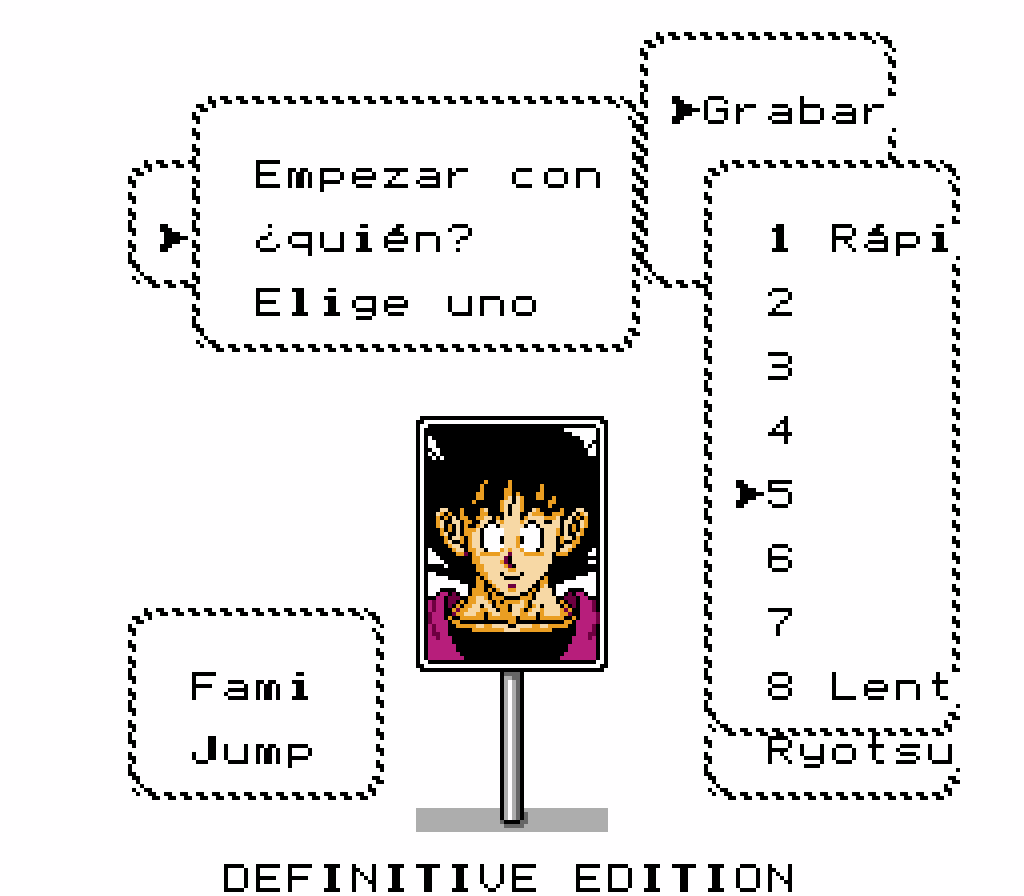 Grabar
Empezar con
¿quién?
Elige uno
1 Rápi
2
3
4
5
6
7
8 Lent
Fami
Jump
Ryotsu
DEFINITIVE EDITION